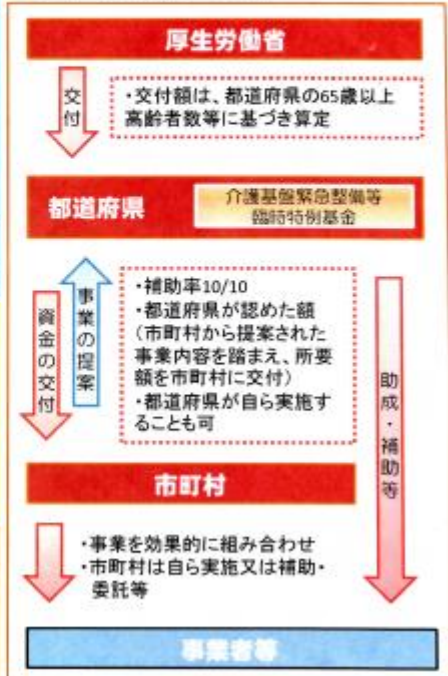 厚生労働省
交付
・交付額は、都道府県の65歳以上
高齢者数等に基づき算定
都道府県
介護基盤緊急整備等
臨時特例基金
資金の交付
事業の提案
・補助率10/10
・都道府県が認めた額
(市町村から提案された
事業内容を踏まえ、所要
額を市町村に交付)
・都道府県が自ら実施す
ることも可
助成・補助等
市町村
・事業を効果的に組み合わせ
・市町村は自ら実施又は補助・
委託等
事業者等